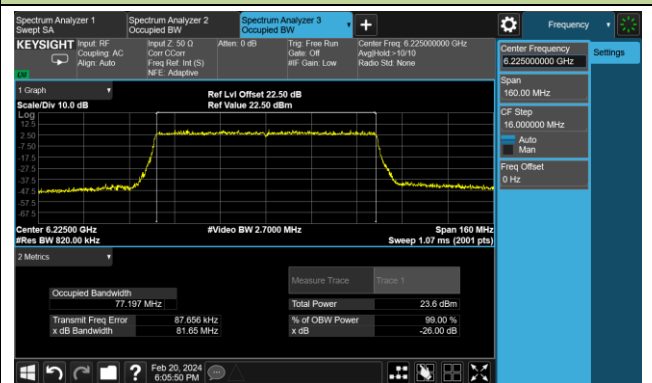 Spectrum Analyzer 1
Swept SA
Spectrum Analyzer 2
Occupied BW
Spectrum Analyzer 3
Occupied BW
+
Frequency
KEYSIGHT
Input: RF
Coupling: AC
Align: Auto
Input Z: 50 Ω
Corr CCorr
Freq Ref: Int (S)
NFE: Adaptive
Atten: 0 dB
Trig: Free Run
Gate: Off
#IF Gain: Low
Center Freq: 6.225000000 GHz
Avg|Hold:>10/10
Radio Std: None
LXI
1 Graph
Scale/Div 10.0 dB
Ref Lvl Offset 22.50 dB
Ref Value 22.50 dBm
Log
12.5
2.50
-7.50
-17.5
-27.5
-37.5
-47.5
-57.5
-67.5
Center 6.22500 GHz
#Res BW 820.00 kHz
#Video BW 2.7000 MHz
Span 160 MHz
Sweep 1.07 ms (2001 pts)
2 Metrics
Measure Trace
Trace 1
Occupied Bandwidth
77.197 MHz
Total Power
23.6 dBm
Transmit Freq Error
87.656 kHz
% of OBW Power
99.00 %
x dB Bandwidth
81.65 MHz
x dB
-26.00 dB
Center Frequency
6.225000000 GHz
Settings
Span
160.00 MHz
CF Step
16.000000 MHz
Auto
Man
Freq Offset
0 Hz
?
Feb 20, 2024
6:05:50 PM